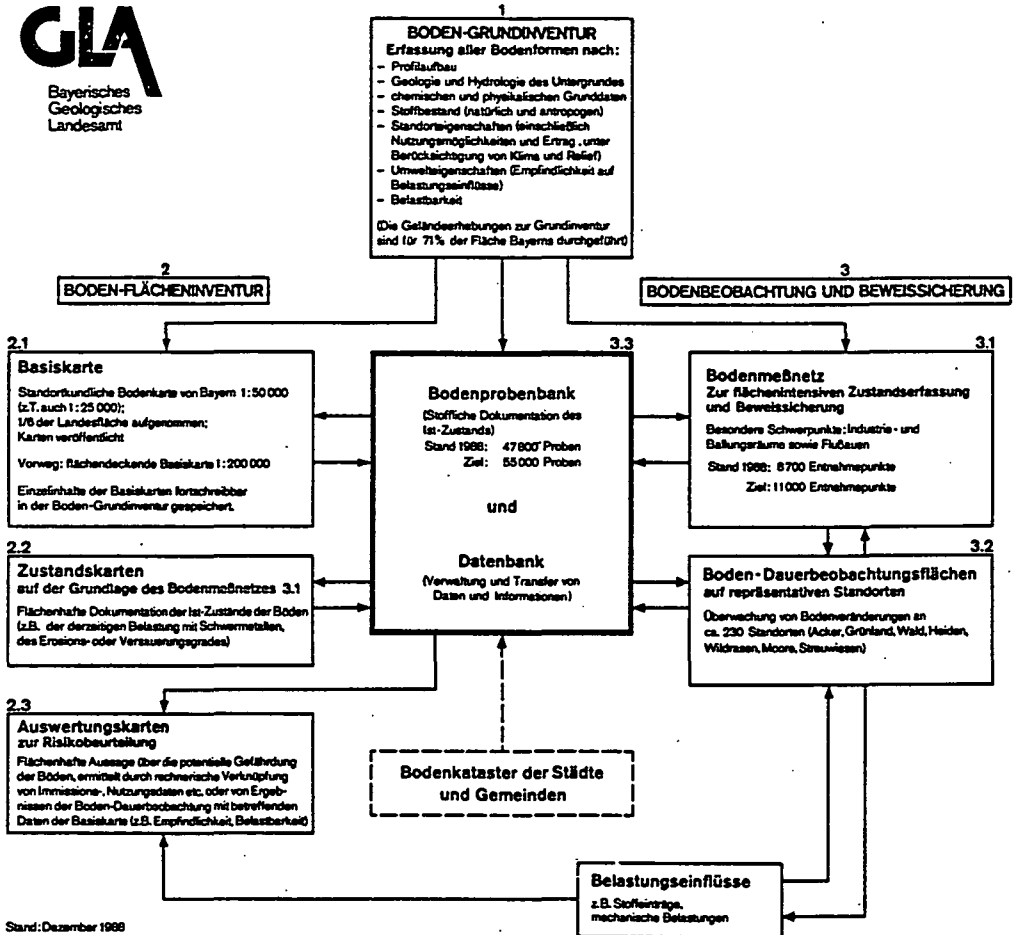 GLA
Bayerisches
Geologisches
Landesamt
1
BODEN-GRUNDINVENTUR
Erfassung aller Bodenformen nach:
- Profilaufbau
- Geologie und Hydrologie des Untergrundes
- chemischen und physikalischen Grunddaten
- Stoffbestand (natürlich und antropogen)
- Standorteigenschaften (einschließlich
Nutzungsmöglichkeiten und Ertrag, unter
Berücksichtigung von Klima und Relief)
- Umwelteigenschaften (Empfindlichkeit auf
Belastungseinflüsse)
- Belastbarkeit
(Die Geländeerhebungen zur Grundinventur
sind für 71% der Fläche Bayerns durchgeführt)
2
BODEN-FLÄCHENINVENTUR
3
BODENBEOBACHTUNG UND BEWEISSICHERUNG
2.1
Basiskarte
Standortkundliche Bodenkarte von Bayern 1:50 000
(z.T. auch 1:25 000);
1/6 der Landesfläche aufgenommen;
Karten veröffentlicht
Vorweg: flächendeckende Basiskarte 1:200 000
Einzelinhalte der Basiskarten fortschreibbar
in der Boden-Grundinventur gespeichert.
3.3
Bodenprobenbank
(Stoffliche Dokumentation des
Ist-Zustands)
Stand 1988: 47800 Proben
Ziel: 55000 Proben
und
Datenbank
(Verwaltung und Transfer von
Daten und Informationen)
3.1
Bodenmeßnetz
Zur flächenintensiven Zustandserfassung
und Beweissicherung
Besondere Schwerpunkte: Industrie- und
Ballungsräume sowie Flußauen
Stand 1988: 8700 Entnahmepunkte
Ziel: 11000 Entnahmepunkte
2.2
Zustandskarten
auf der Grundlage des Bodenmeßnetzes 3.1
Flächenhafte Dokumentation der Ist-Zustände der Böden
(z.B. der derzeitigen Belastung mit Schwermetallen,
des Erosions- oder Versauerungsgrades)
3.2
Boden-Dauerbeobachtungsflächen
auf repräsentativen Standorten
Überwachung von Bodenveränderungen an
ca. 230 Standorten (Acker, Grünland, Wald, Heiden,
Wildrasen, Moore, Streuwiesen)
2.3
Auswertungskarten
zur Risikobeurteilung
Flächenhafte Aussage über die potentielle Gefährdung
der Böden, ermittelt durch rechnerische Verknüpfung
von Immissions-, Nutzungsdaten etc. oder von Ergeb-
nissen der Boden-Dauerbeobachtung mit betreffenden
Daten der Basiskarte (z.B. Empfindlichkeit, Belastbarkeit)
Bodenkataster der Städte
und Gemeinden
Belastungseinflüsse
z.B. Stoffeinträge,
mechanische Belastungen
Stand: Dezember 1988